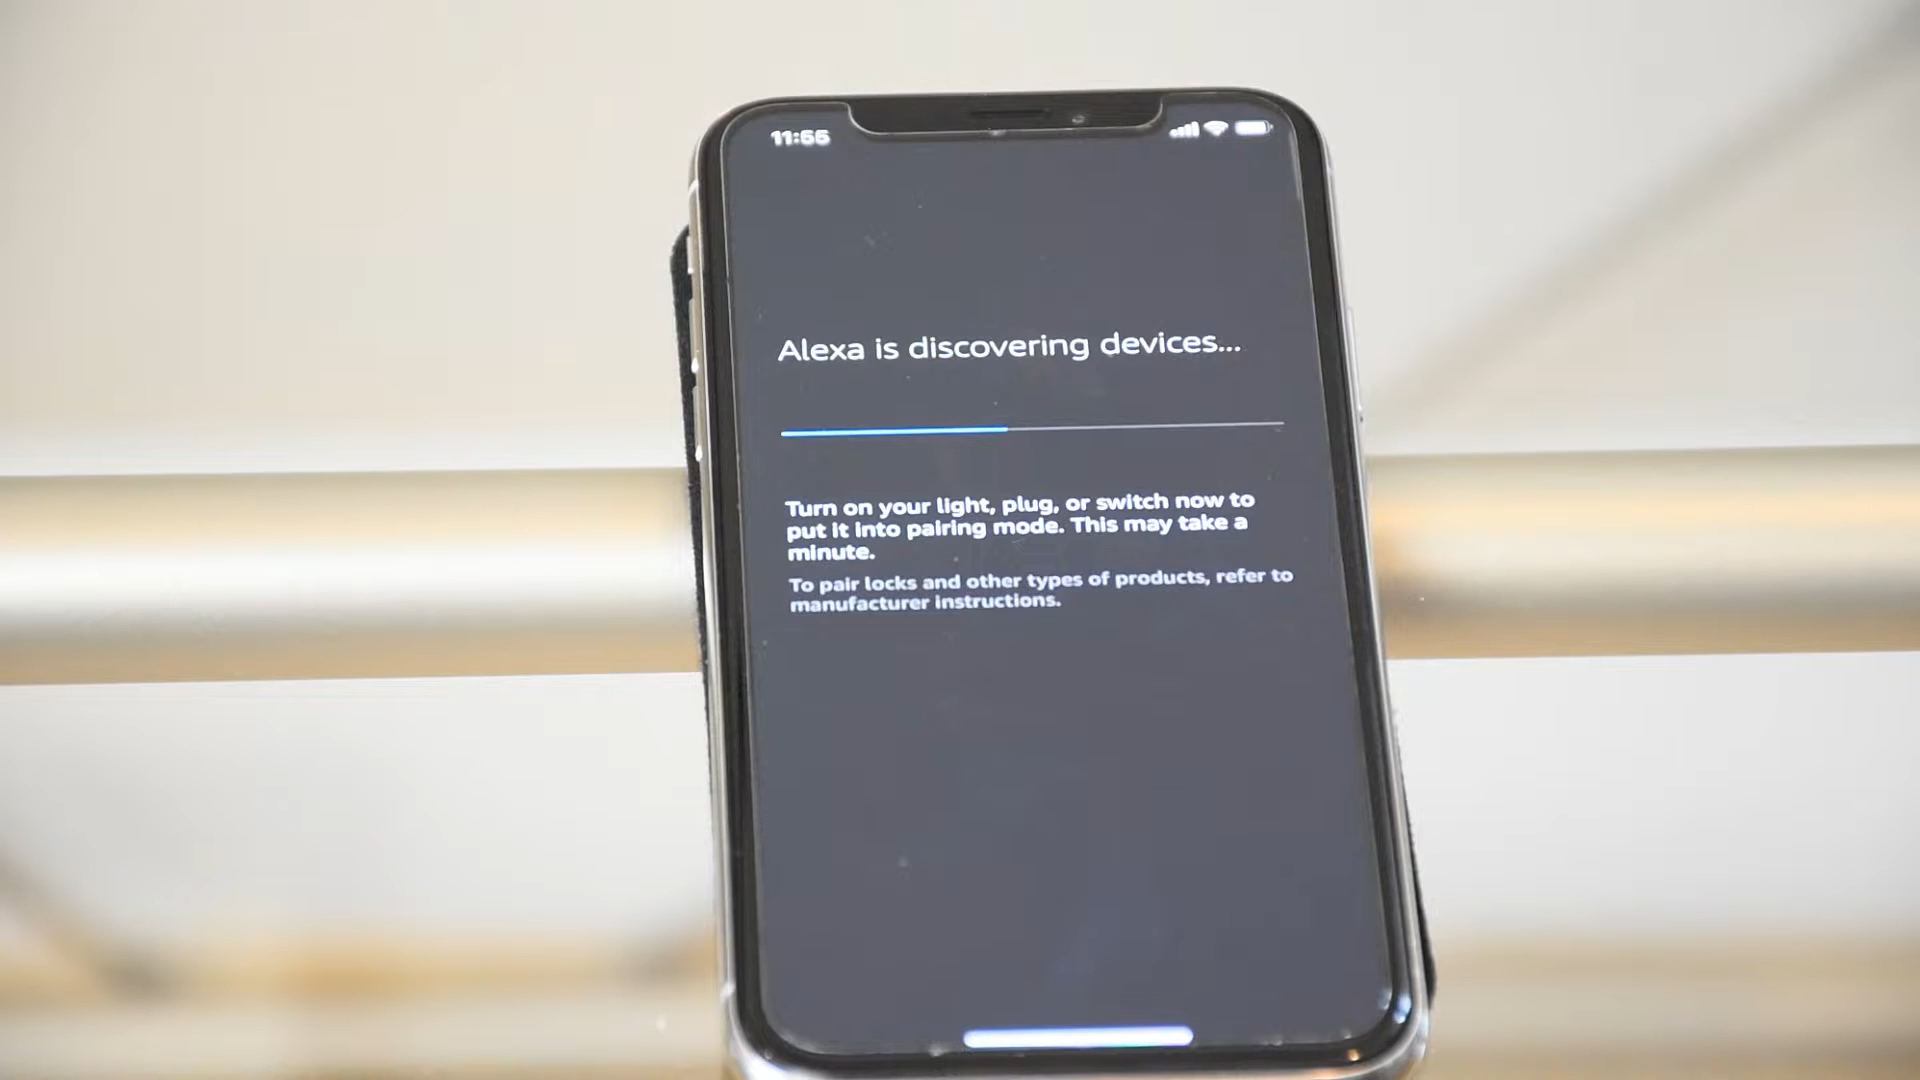 11:55
Alexa is discovering devices...
Turn on your light, plug, or switch now to
put it into pairing mode. This may take a
minute.
To pair locks and other types of products, refer to
manufacturer instructions.